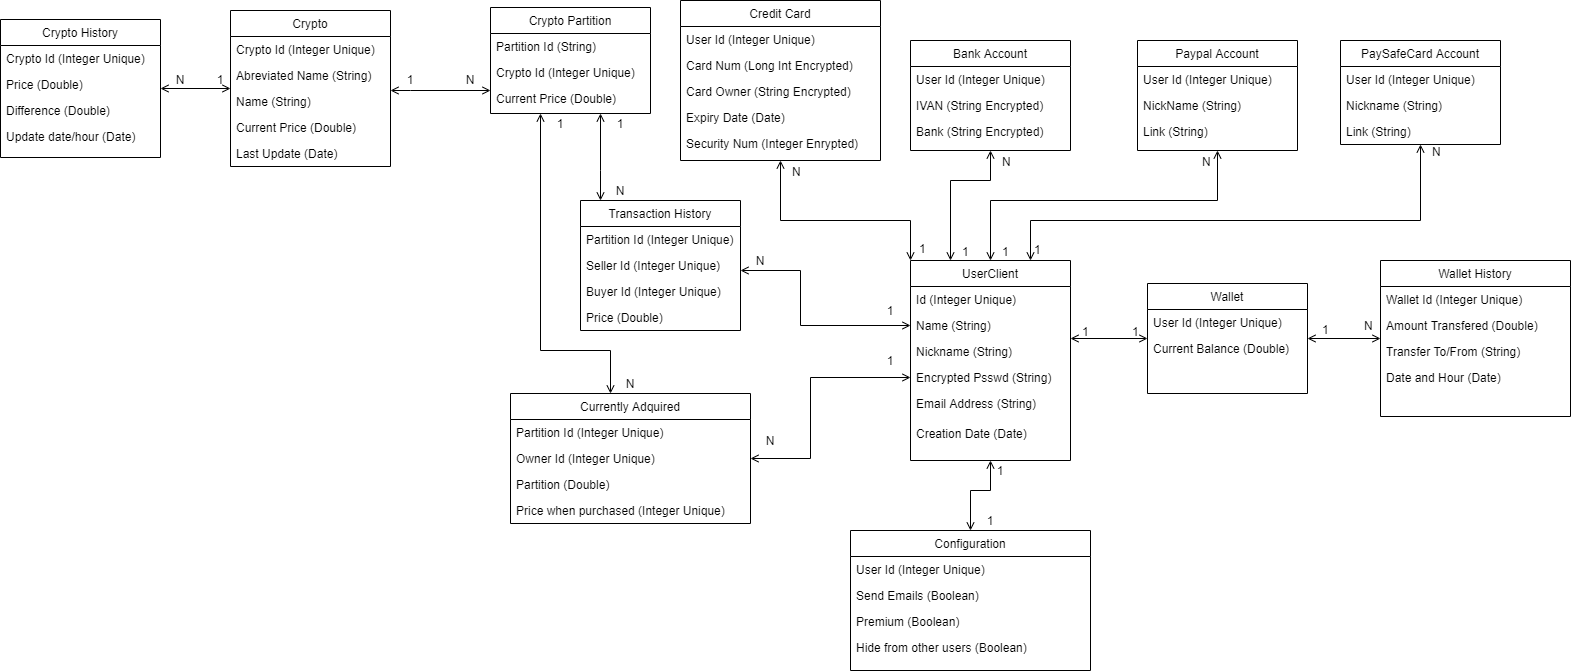 Crypto History
Crypto Id (Integer Unique)
Price (Double)
Difference (Double)
Update date/hour (Date)
N
1
Crypto
Crypto Id (Integer Unique)
Abreviated Name (String)
Name (String)
Current Price (Double)
Last Update (Date)
1
N
Crypto Partition
Partition Id (String)
Crypto Id (Integer Unique)
Current Price (Double)
1
1
N
N
Credit Card
User Id (Integer Unique)
Card Num (Long Int Encrypted)
Card Owner (String Encrypted)
Expiry Date (Date)
Security Num (Integer Enrypted)
N
1
Bank Account
User Id (Integer Unique)
IVAN (String Encrypted)
Bank (String Encrypted)
N
1
Paypal Account
User Id (Integer Unique)
NickName (String)
Link (String)
N
1
PaySafeCard Account
User Id (Integer Unique)
Nickname (String)
Link (String)
N
1
Transaction History
Partition Id (Integer Unique)
Seller Id (Integer Unique)
Buyer Id (Integer Unique)
Price (Double)
N
1
UserClient
Id (Integer Unique)
Name (String)
Nickname (String)
Encrypted Psswd (String)
Email Address (String)
Creation Date (Date)
1
1
Wallet
User Id (Integer Unique)
Current Balance (Double)
1
N
Wallet History
Wallet Id (Integer Unique)
Amount Transfered (Double)
Transfer To/From (String)
Date and Hour (Date)
Currently Adquired
Partition Id (Integer Unique)
Owner Id (Integer Unique)
Partition (Double)
Price when purchased (Integer Unique)
N
1
1
1
Configuration
User Id (Integer Unique)
Send Emails (Boolean)
Premium (Boolean)
Hide from other users (Boolean)